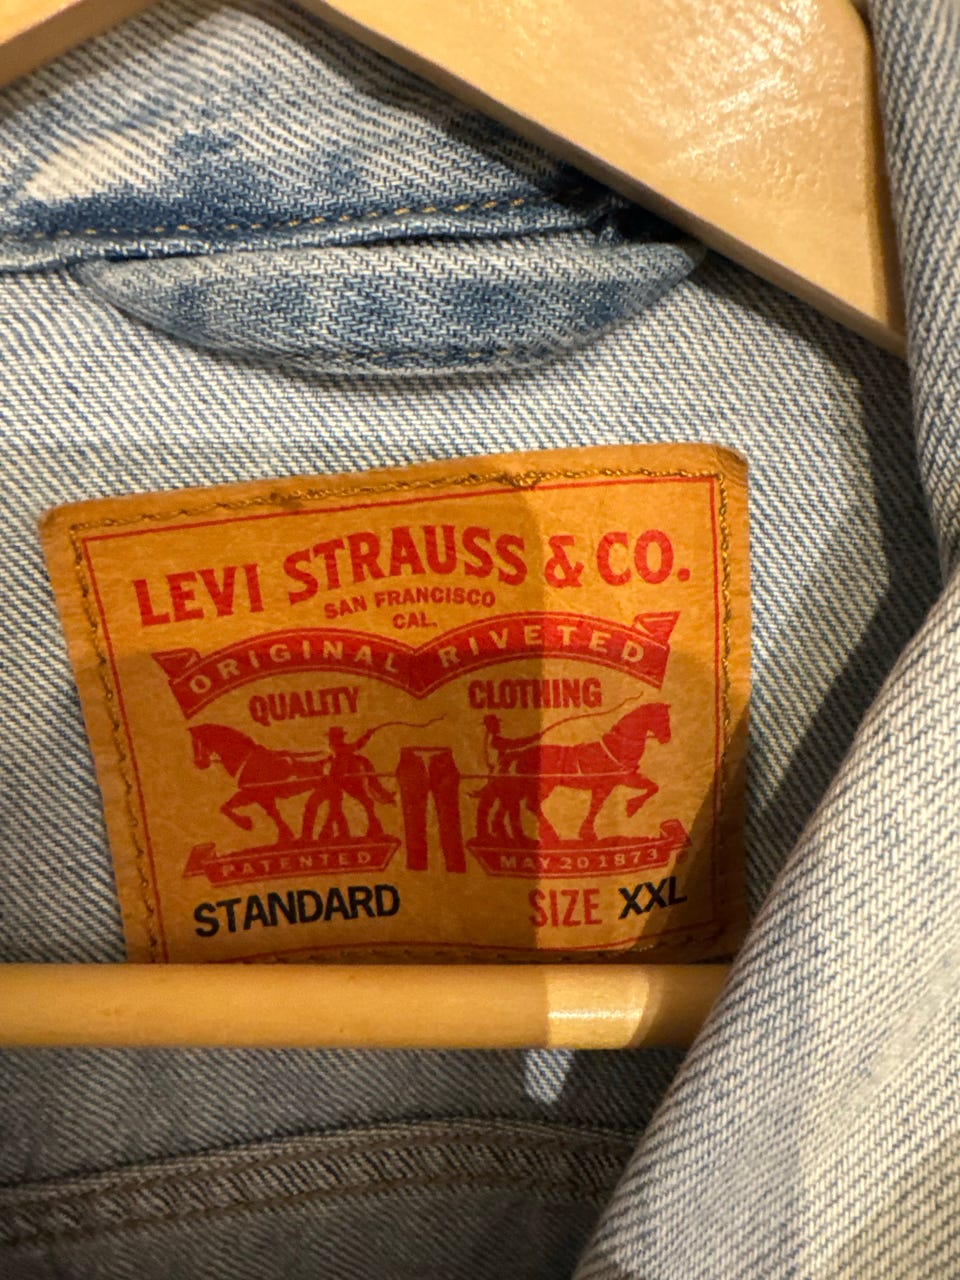 LEVI STRAUSS & CO.
SAN FRANCISCO
CAL.
ORIGINAL RIVETED
QUALITY CLOTHING
PATENTED MAY 20 1873
STANDARD SIZE XXL